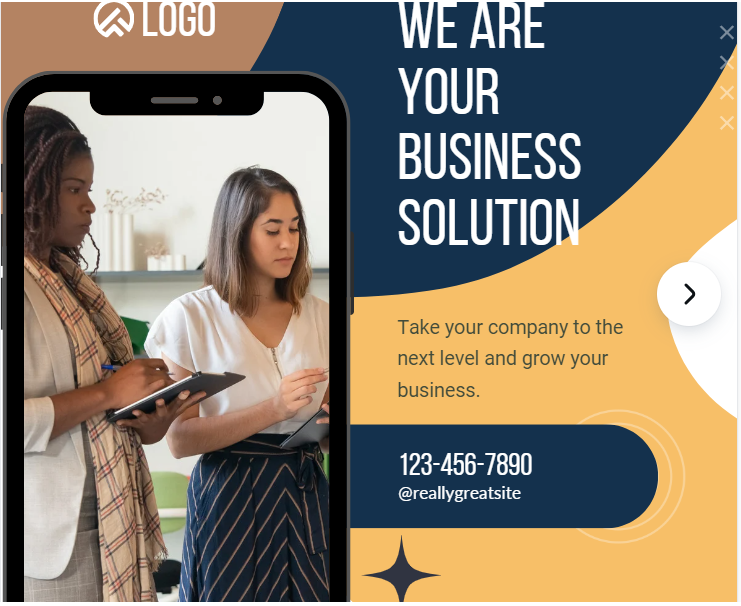 LOGO
WE ARE
YOUR
BUSINESS
SOLUTION
Take your company to the
next level and grow your
business.
123-456-7890
@reallygreatsite